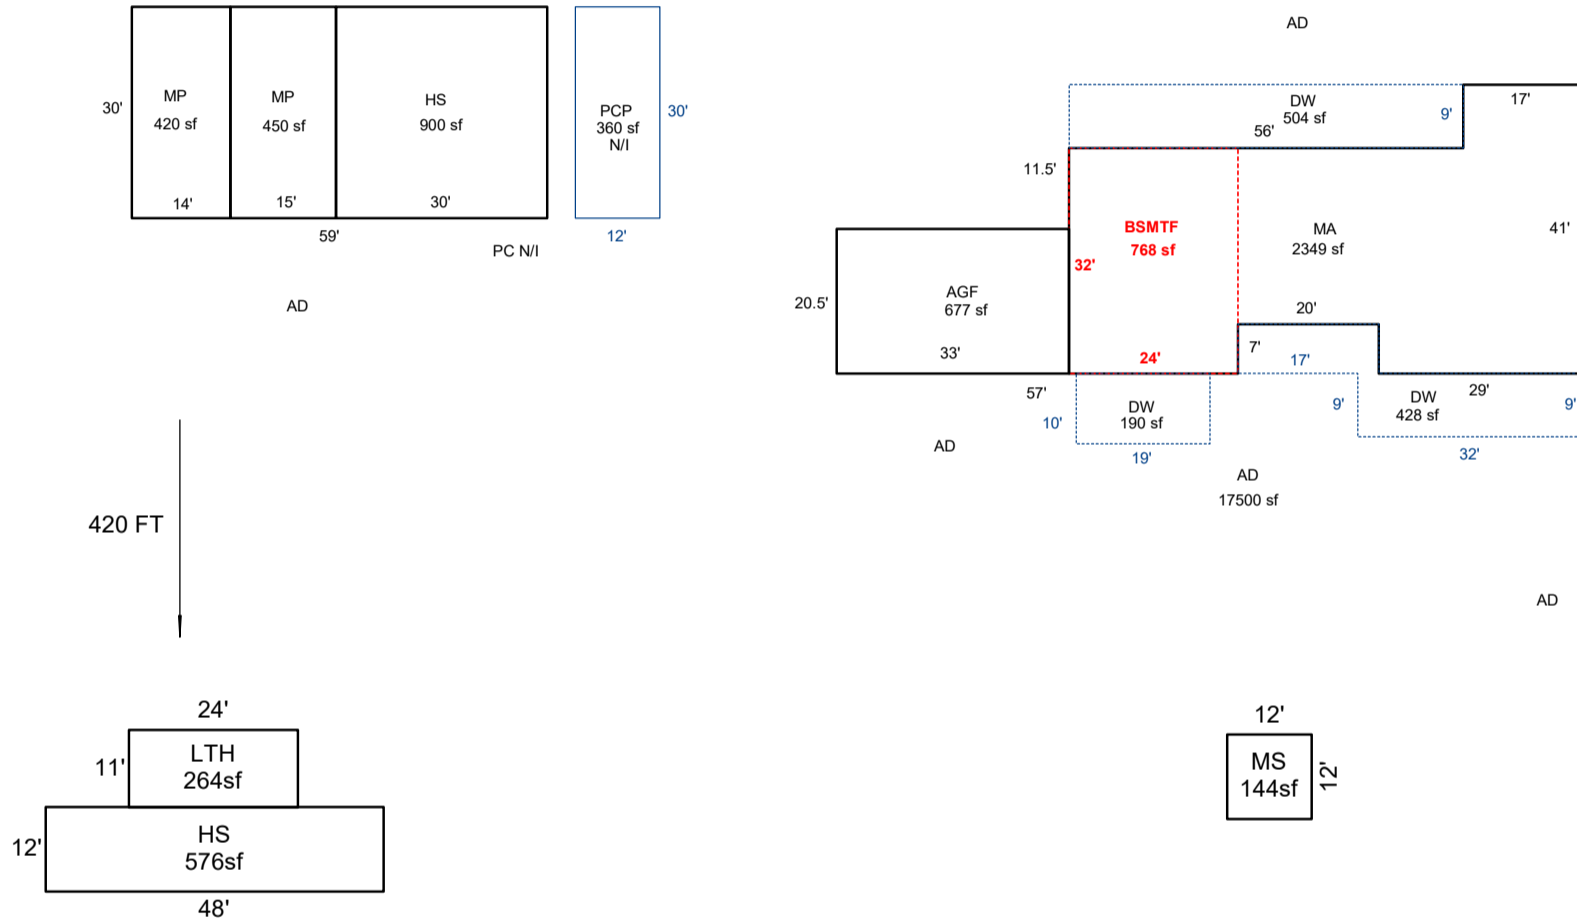 30'
MP
420 sf
14'
MP
450 sf
15'
HS
900 sf
30'
59'
PCP
360 sf
N/I
30'
12'
PC N/I
AD
AD
DW
504 sf
56'
9'
17'
11.5'
BSMTF
768 sf
32'
24'
MA
2349 sf
41'
20'
7'
17'
20.5'
AGF
677 sf
33'
57'
10'
DW
190 sf
19'
9'
DW
428 sf
29'
9'
32'
AD
AD
17500 sf
AD
420 FT
24'
11'
LTH
264sf
12'
HS
576sf
48'
12'
MS
144sf
12'